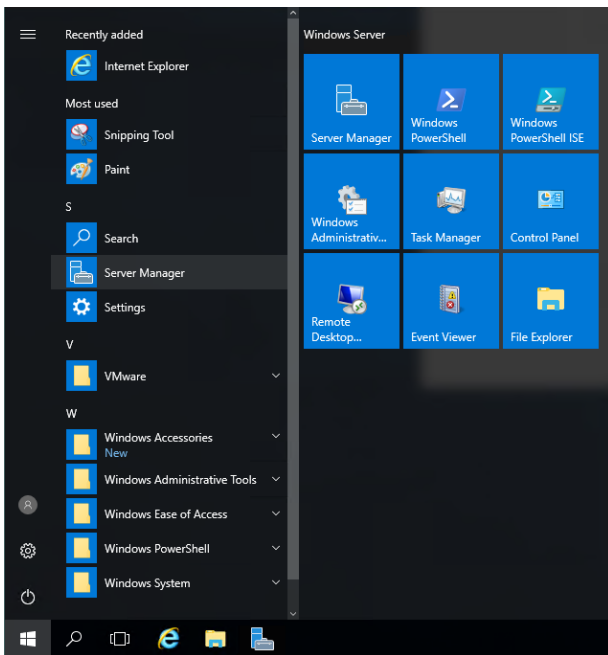 Recently added
Internet Explorer
Most used
Snipping Tool
Paint
S
Search
Server Manager
Settings
V
VMware
W
Windows Accessories
New
Windows Administrative Tools
Windows Ease of Access
Windows PowerShell
Windows System
Windows Server
Server Manager
Windows
PowerShell
Windows
PowerShell ISE
Windows
Administrativ...
Task Manager
Control Panel
Remote
Desktop...
Event Viewer
File Explorer